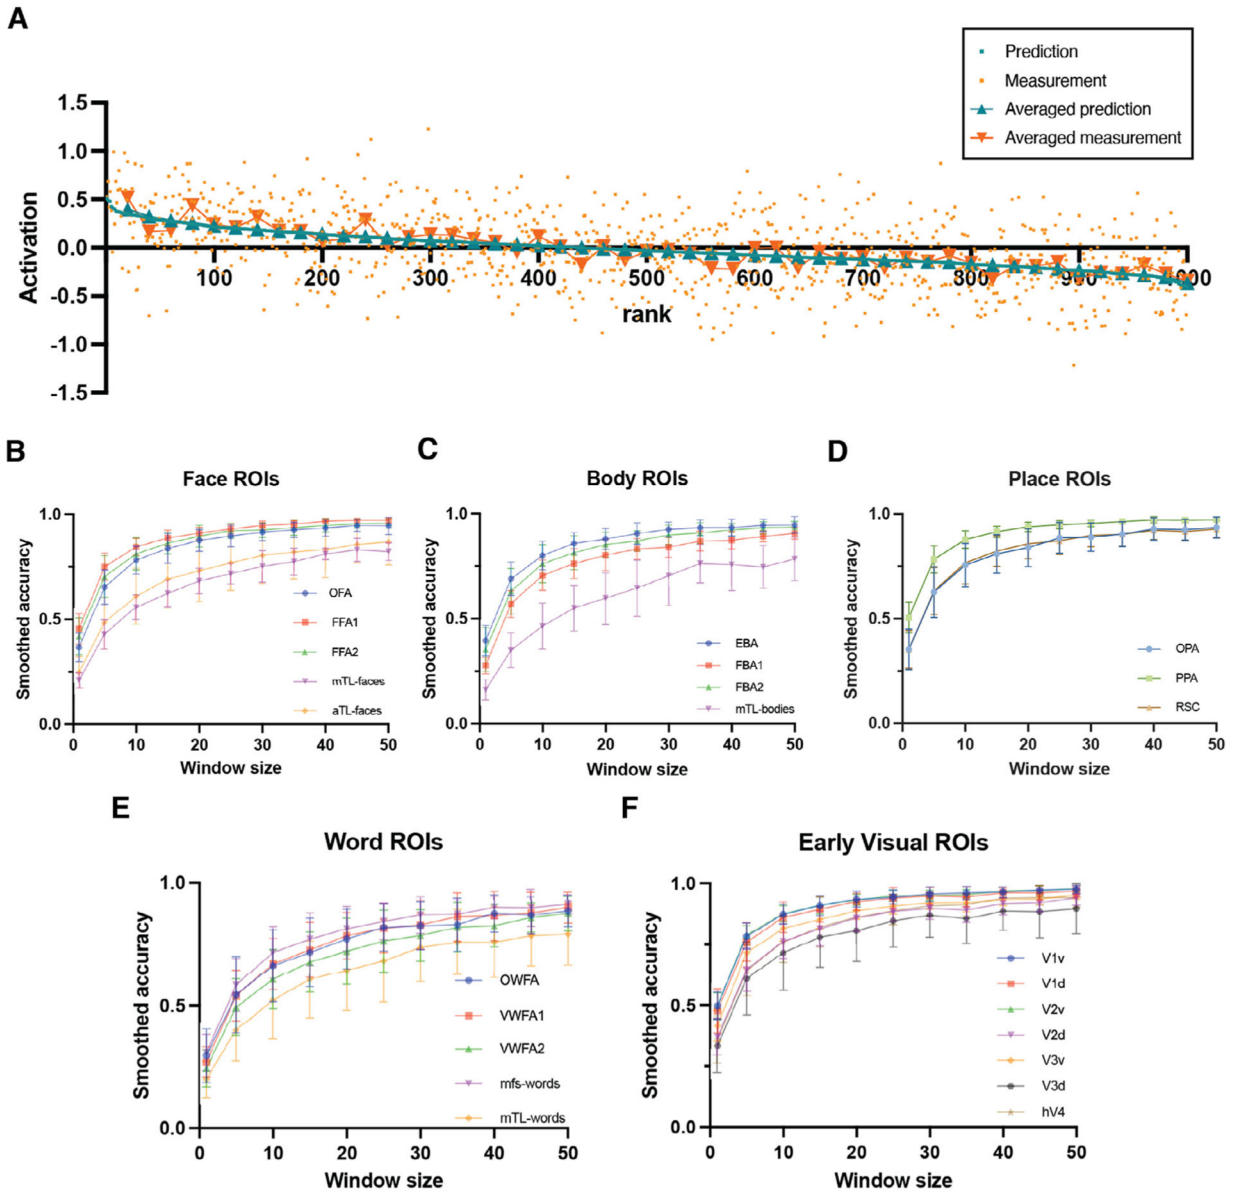 A
Prediction
Measurement
Averaged prediction
Averaged measurement
1.5
1.0
0.5
0.0
-0.5
-1.0
-1.5
Activation
100 200 300 400 500 600 700 800 900
rank
B
Face ROIs
1.0
0.5
0.0
Smoothed accuracy
OFA
FFA1
FFA2
mTL-faces
aTL-faces
0 10 20 30 40 50
Window size
C
Body ROIs
1.0
0.5
0.0
Smoothed accuracy
EBA
FBA1
FBA2
mTL-bodies
0 10 20 30 40 50
Window size
D
Place ROIs
1.0
0.5
0.0
Smoothed accuracy
OPA
PPA
RSC
0 10 20 30 40 50
Window size
E
Word ROIs
1.0
0.5
0.0
Smoothed accuracy
OWFA
VWFA1
VWFA2
mfs-words
mTL-words
0 10 20 30 40 50
Window size
F
Early Visual ROIs
1.0
0.5
0.0
Smoothed accuracy
V1v
V1d
V2v
V2d
V3v
V3d
hV4
0 10 20 30 40 50
Window size